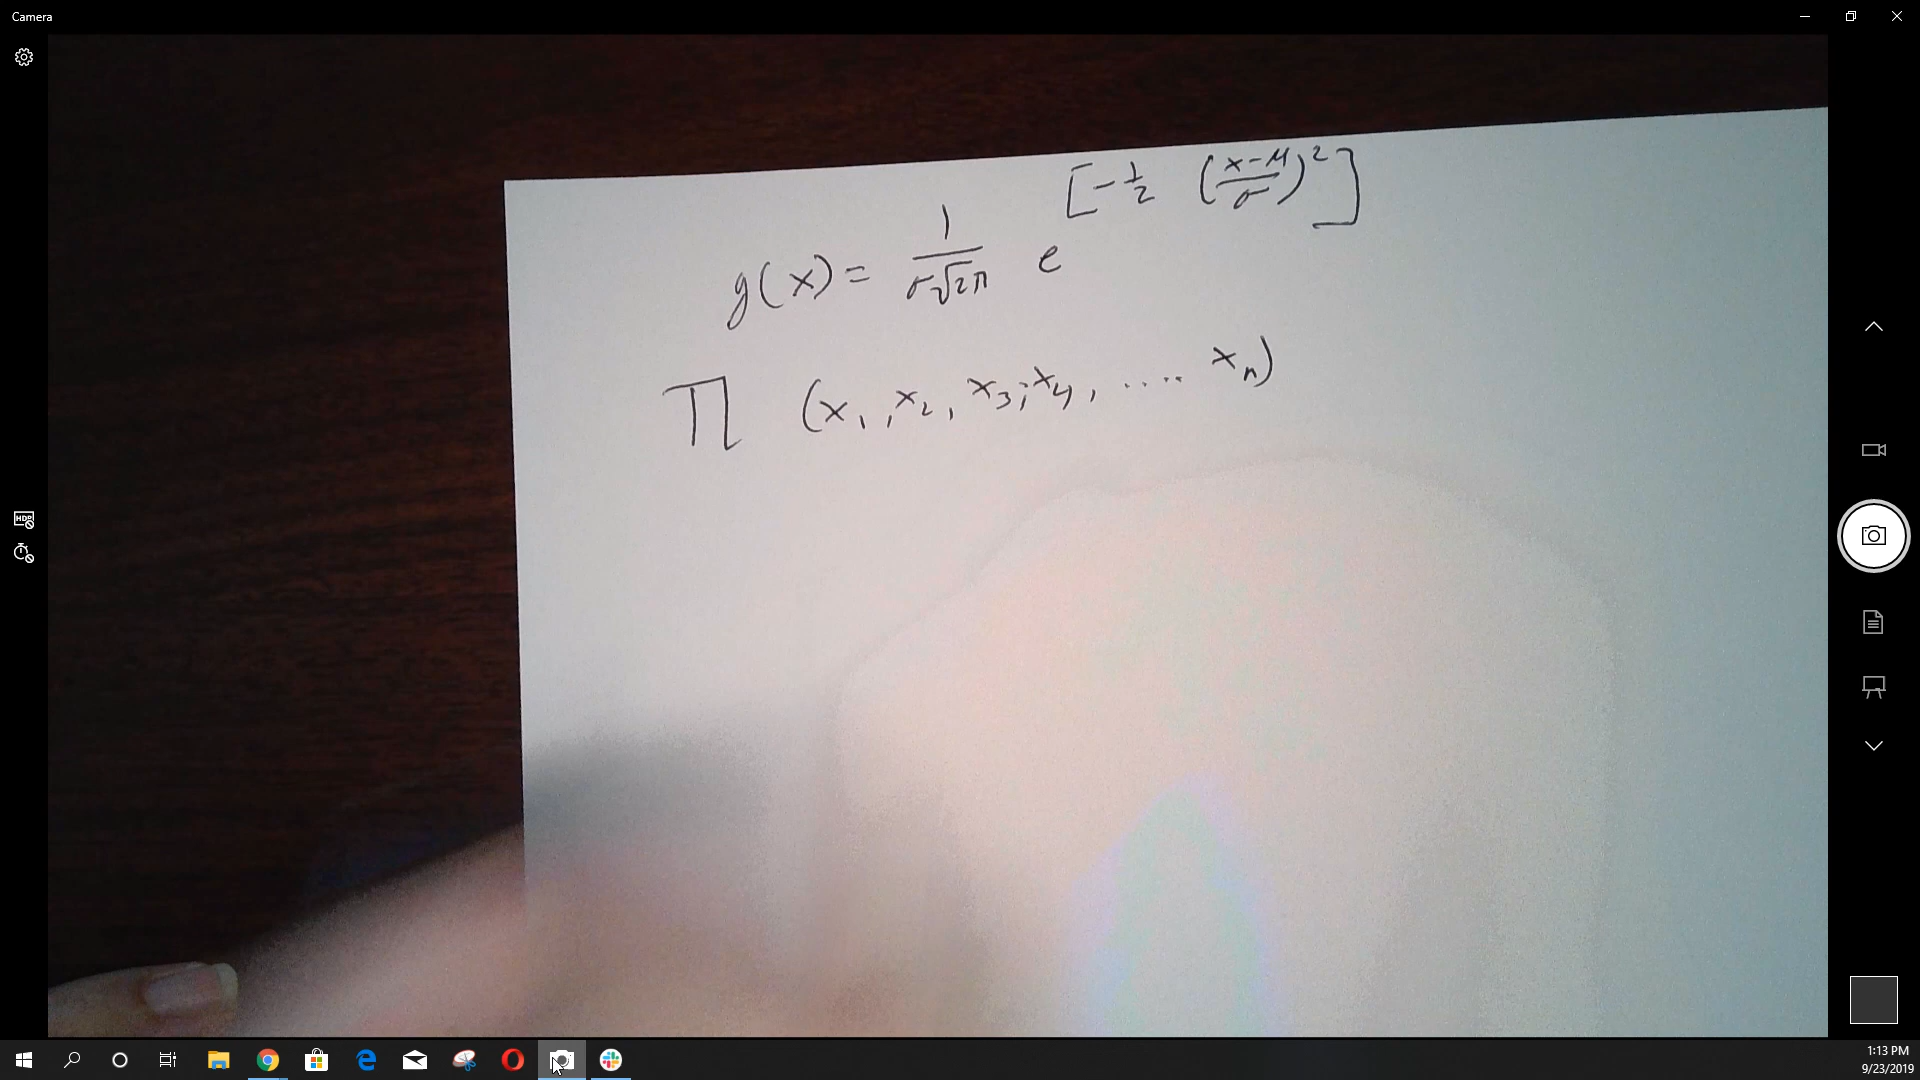 Camera
[-1/2 (x-μ/σ)²]
g(x) = 1/σ√2π e
∏ (x₁, x₂, x₃, x₄, .... xₙ)
1:13 PM
9/23/2019